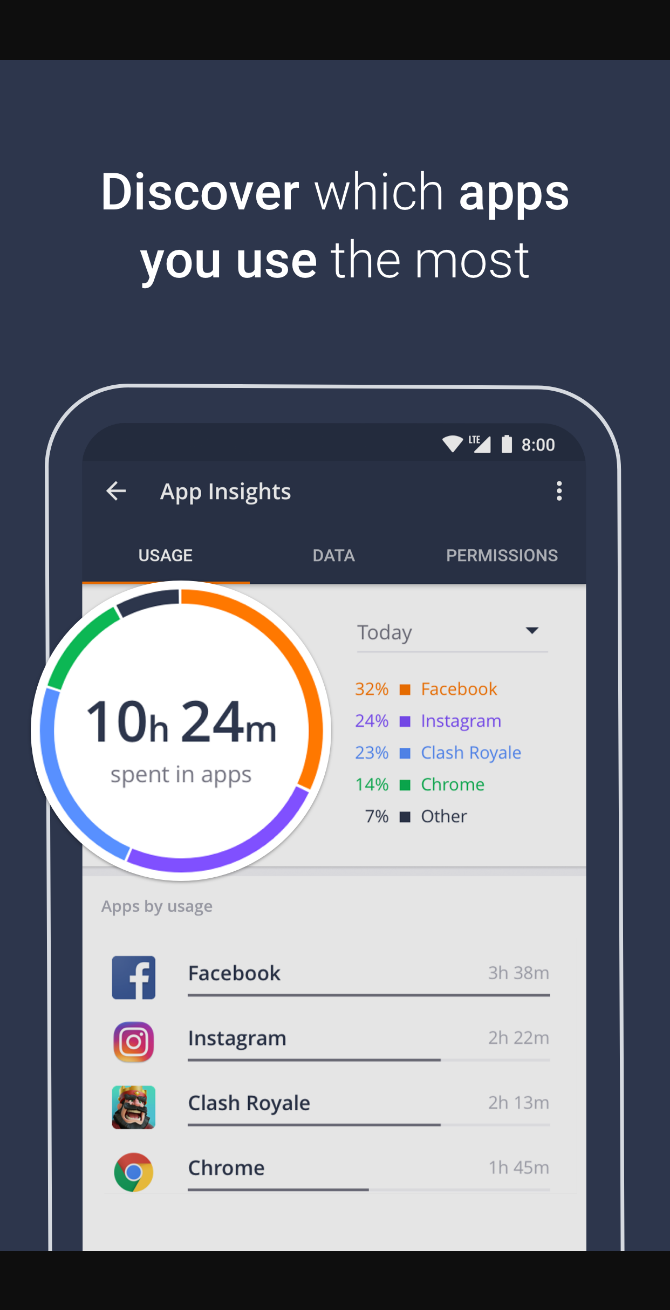 Discover which apps
you use the most
LTE 8:00
App Insights
USAGE DATA PERMISSIONS
Today
10h 24m
spent in apps
32% Facebook
24% Instagram
23% Clash Royale
14% Chrome
7% Other
Apps by usage
Facebook 3h 38m
Instagram 2h 22m
Clash Royale 2h 13m
Chrome 1h 45m